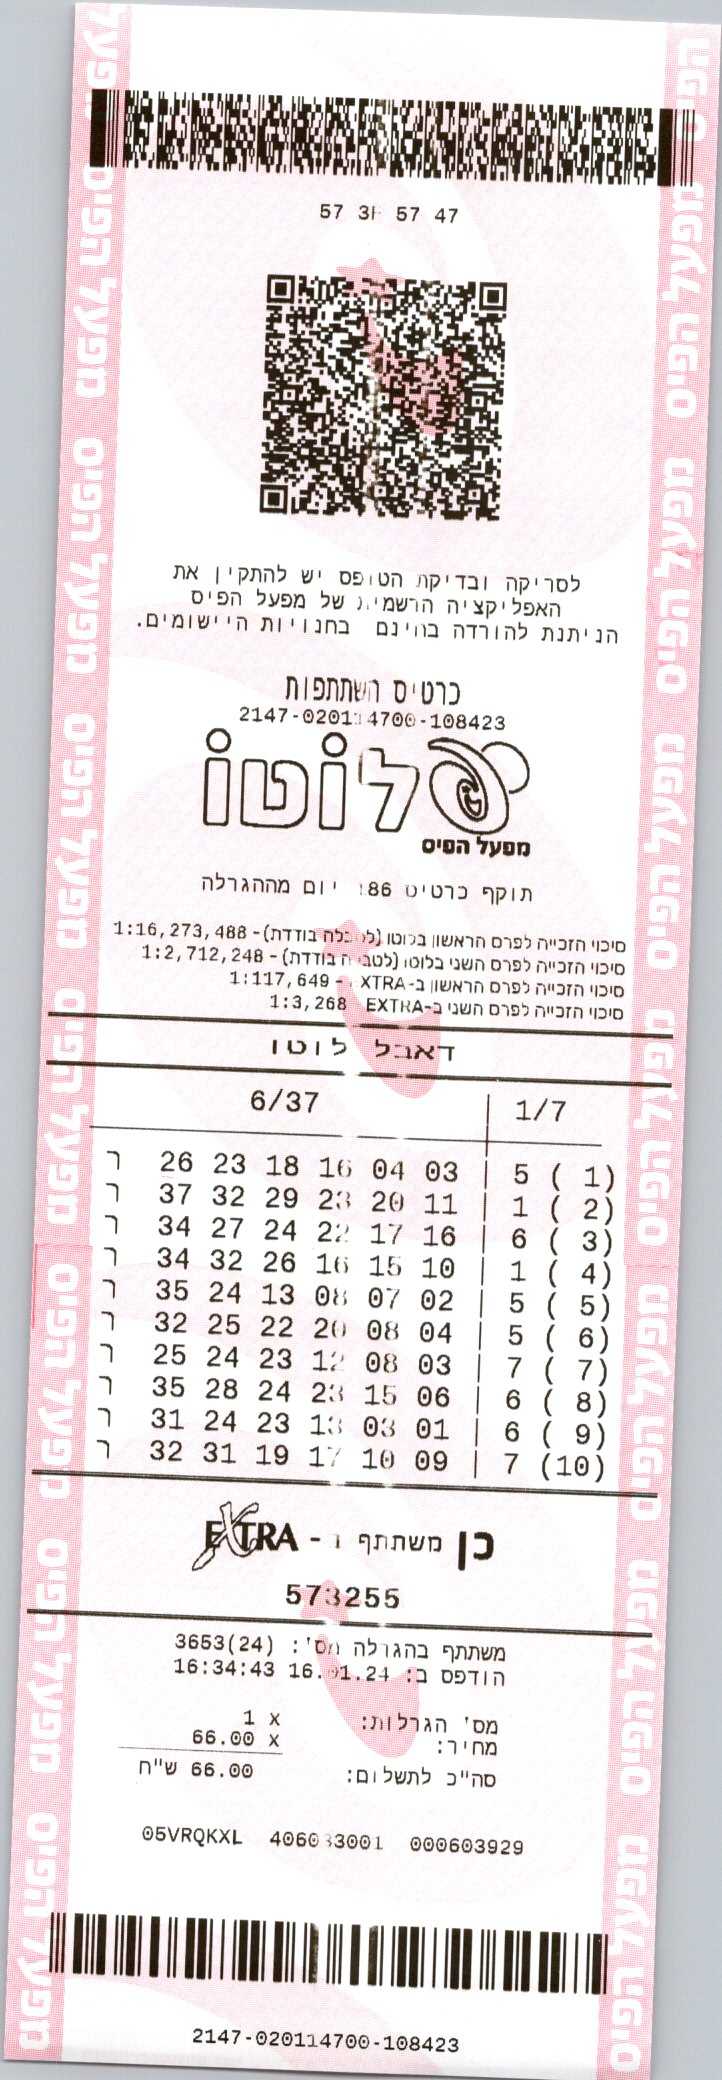 57 57 47
לסריקה ובדיקת הטופס יש להתקין את
האפליקציה הרשמית של מפעל הפיס
הניתנת להורדה בחינם בחנויות היישומים.
כרטיס השתתפות
2147-020114700-108423
לוטו
מפעל הפיס
תוקף כרטיס 186 יום מההגרלה
סיכוי הזכייה לפרס הראשון בלוטו (לטבלה בודדת) - 1:16,273,488
סיכוי הזכייה לפרס השני בלוטו (לטבלה בודדת) - 1:2,712,248
סיכוי הזכייה לפרס הראשון ב-EXTRA - 1:117,649
סיכוי הזכייה לפרס השני ב-EXTRA 1:3,268
דאבל לוטו
6/37 | 1/7
ר 26 23 18 16 04 03 | 5 ( 1)
ר 37 32 29 23 20 11 | 1 ( 2)
ר 34 27 24 22 17 16 | 6 ( 3)
ר 34 32 26 16 15 10 | 1 ( 4)
ר 35 24 13 08 07 02 | 5 ( 5)
ר 32 25 22 20 08 04 | 5 ( 6)
ר 25 24 23 12 08 03 | 7 ( 7)
ר 35 28 24 23 15 06 | 6 ( 8)
ר 31 24 23 13 03 01 | 6 ( 9)
ר 32 31 19 17 10 09 | 7 (10)
כן משתתף ב - EXTRA
573255
משתתף בהגרלה מס': 3653(24)
הודפס ב: 16.01.24 16:34:43
מס' הגרלות: x 1
מחיר: x 66.00
סה"כ לתשלום: 66.00 ש"ח
05VRQKXL 406033001 000603929
2147-020114700-108423